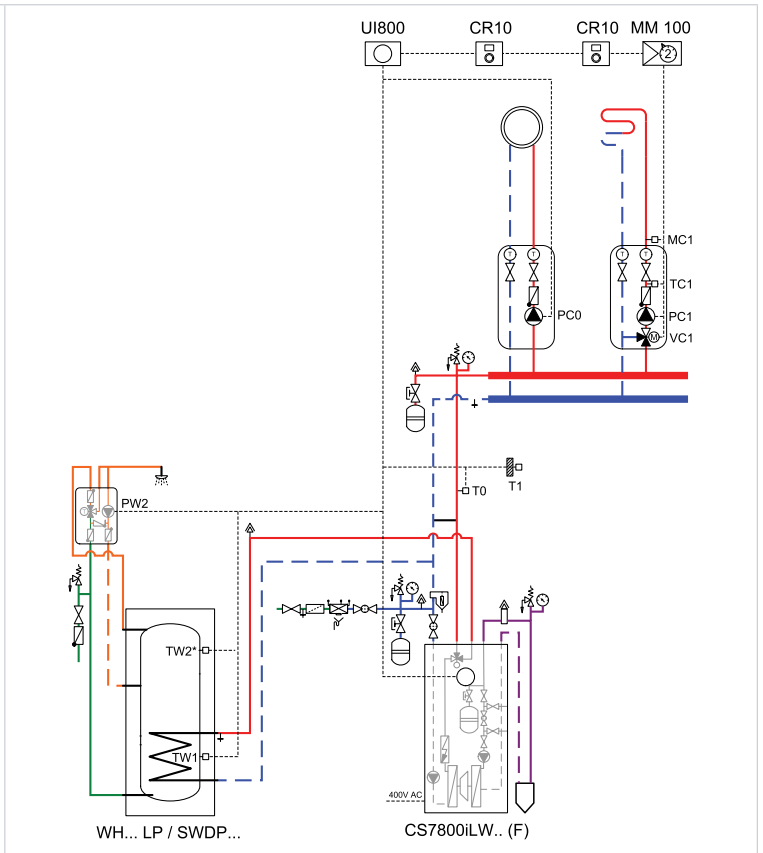 UI800
CR10
CR10
MM 100
2
T
T
T
T
MC1
TC1
PC0
PC1
M
VC1
T0
T1
PW2
TW2*
TW1
400V AC
WH... LP / SWDP...
CS7800iLW.. (F)